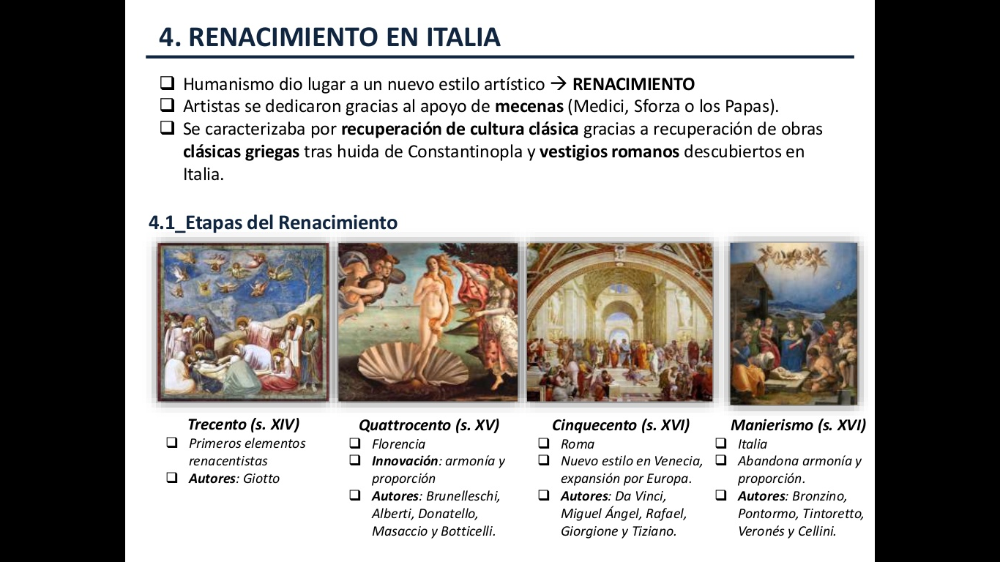 4. RENACIMIENTO EN ITALIA
❑ Humanismo dio lugar a un nuevo estilo artístico → RENACIMIENTO
❑ Artistas se dedicaron gracias al apoyo de mecenas (Medici, Sforza o los Papas).
❑ Se caracterizaba por recuperación de cultura clásica gracias a recuperación de obras
clásicas griegas tras huida de Constantinopla y vestigios romanos descubiertos en
Italia.
4.1_Etapas del Renacimiento
Trecento (s. XIV)
❑ Primeros elementos
renacentistas
❑ Autores: Giotto
Quattrocento (s. XV)
❑ Florencia
❑ Innovación: armonía y
proporción
❑ Autores: Brunelleschi,
Alberti, Donatello,
Masaccio y Botticelli.
Cinquecento (s. XVI)
❑ Roma
❑ Nuevo estilo en Venecia,
expansión por Europa.
❑ Autores: Da Vinci,
Miguel Ángel, Rafael,
Giorgione y Tiziano.
Manierismo (s. XVI)
❑ Italia
❑ Abandona armonía y
proporción.
❑ Autores: Bronzino,
Pontormo, Tintoretto,
Veronés y Cellini.